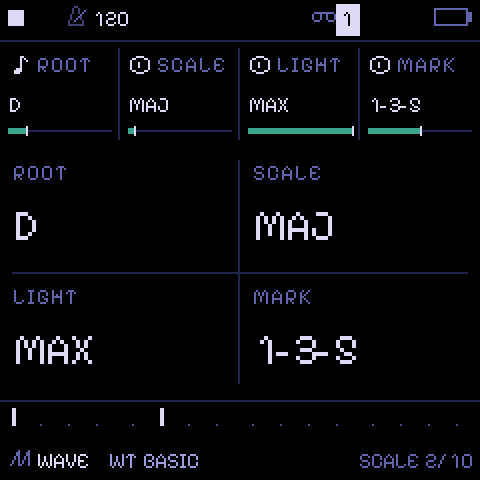 120 1
ROOT SCALE LIGHT MARK
D MAJ MAX 1-3-5
ROOT SCALE
D MAJ
LIGHT MARK
MAX 1-3-5
WAVE WT BASIC SCALE 2/10